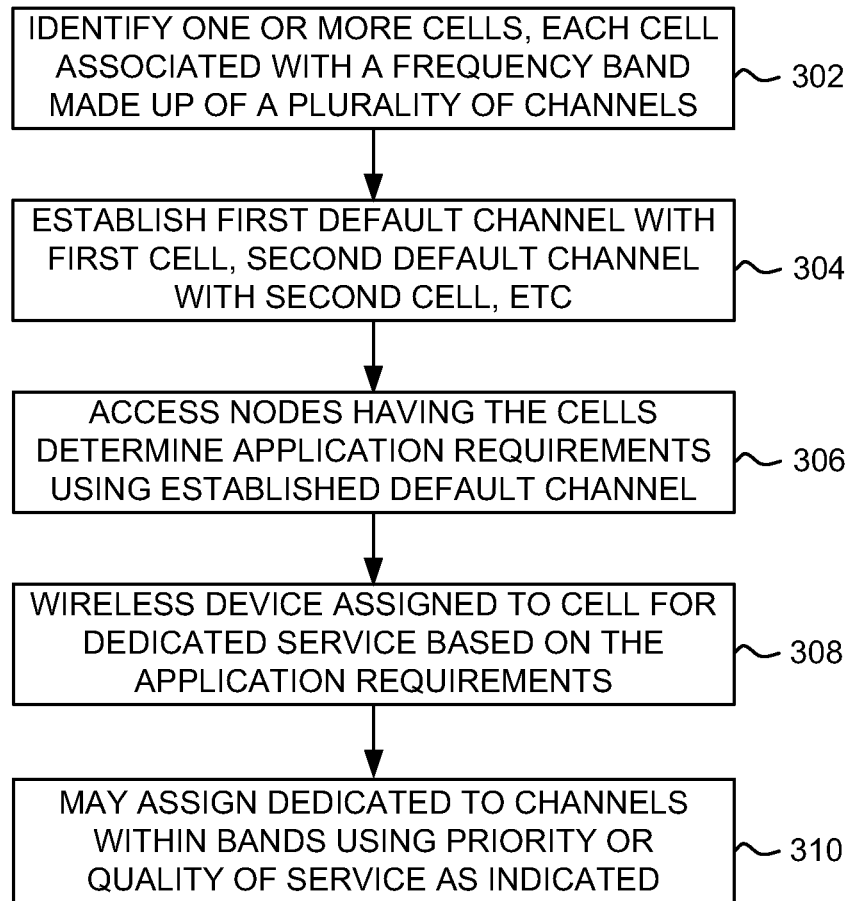 IDENTIFY ONE OR MORE CELLS, EACH CELL
ASSOCIATED WITH A FREQUENCY BAND
MADE UP OF A PLURALITY OF CHANNELS
302
ESTABLISH FIRST DEFAULT CHANNEL WITH
FIRST CELL, SECOND DEFAULT CHANNEL
WITH SECOND CELL, ETC
304
ACCESS NODES HAVING THE CELLS
DETERMINE APPLICATION REQUIREMENTS
USING ESTABLISHED DEFAULT CHANNEL
306
WIRELESS DEVICE ASSIGNED TO CELL FOR
DEDICATED SERVICE BASED ON THE
APPLICATION REQUIREMENTS
308
MAY ASSIGN DEDICATED TO CHANNELS
WITHIN BANDS USING PRIORITY OR
QUALITY OF SERVICE AS INDICATED
310